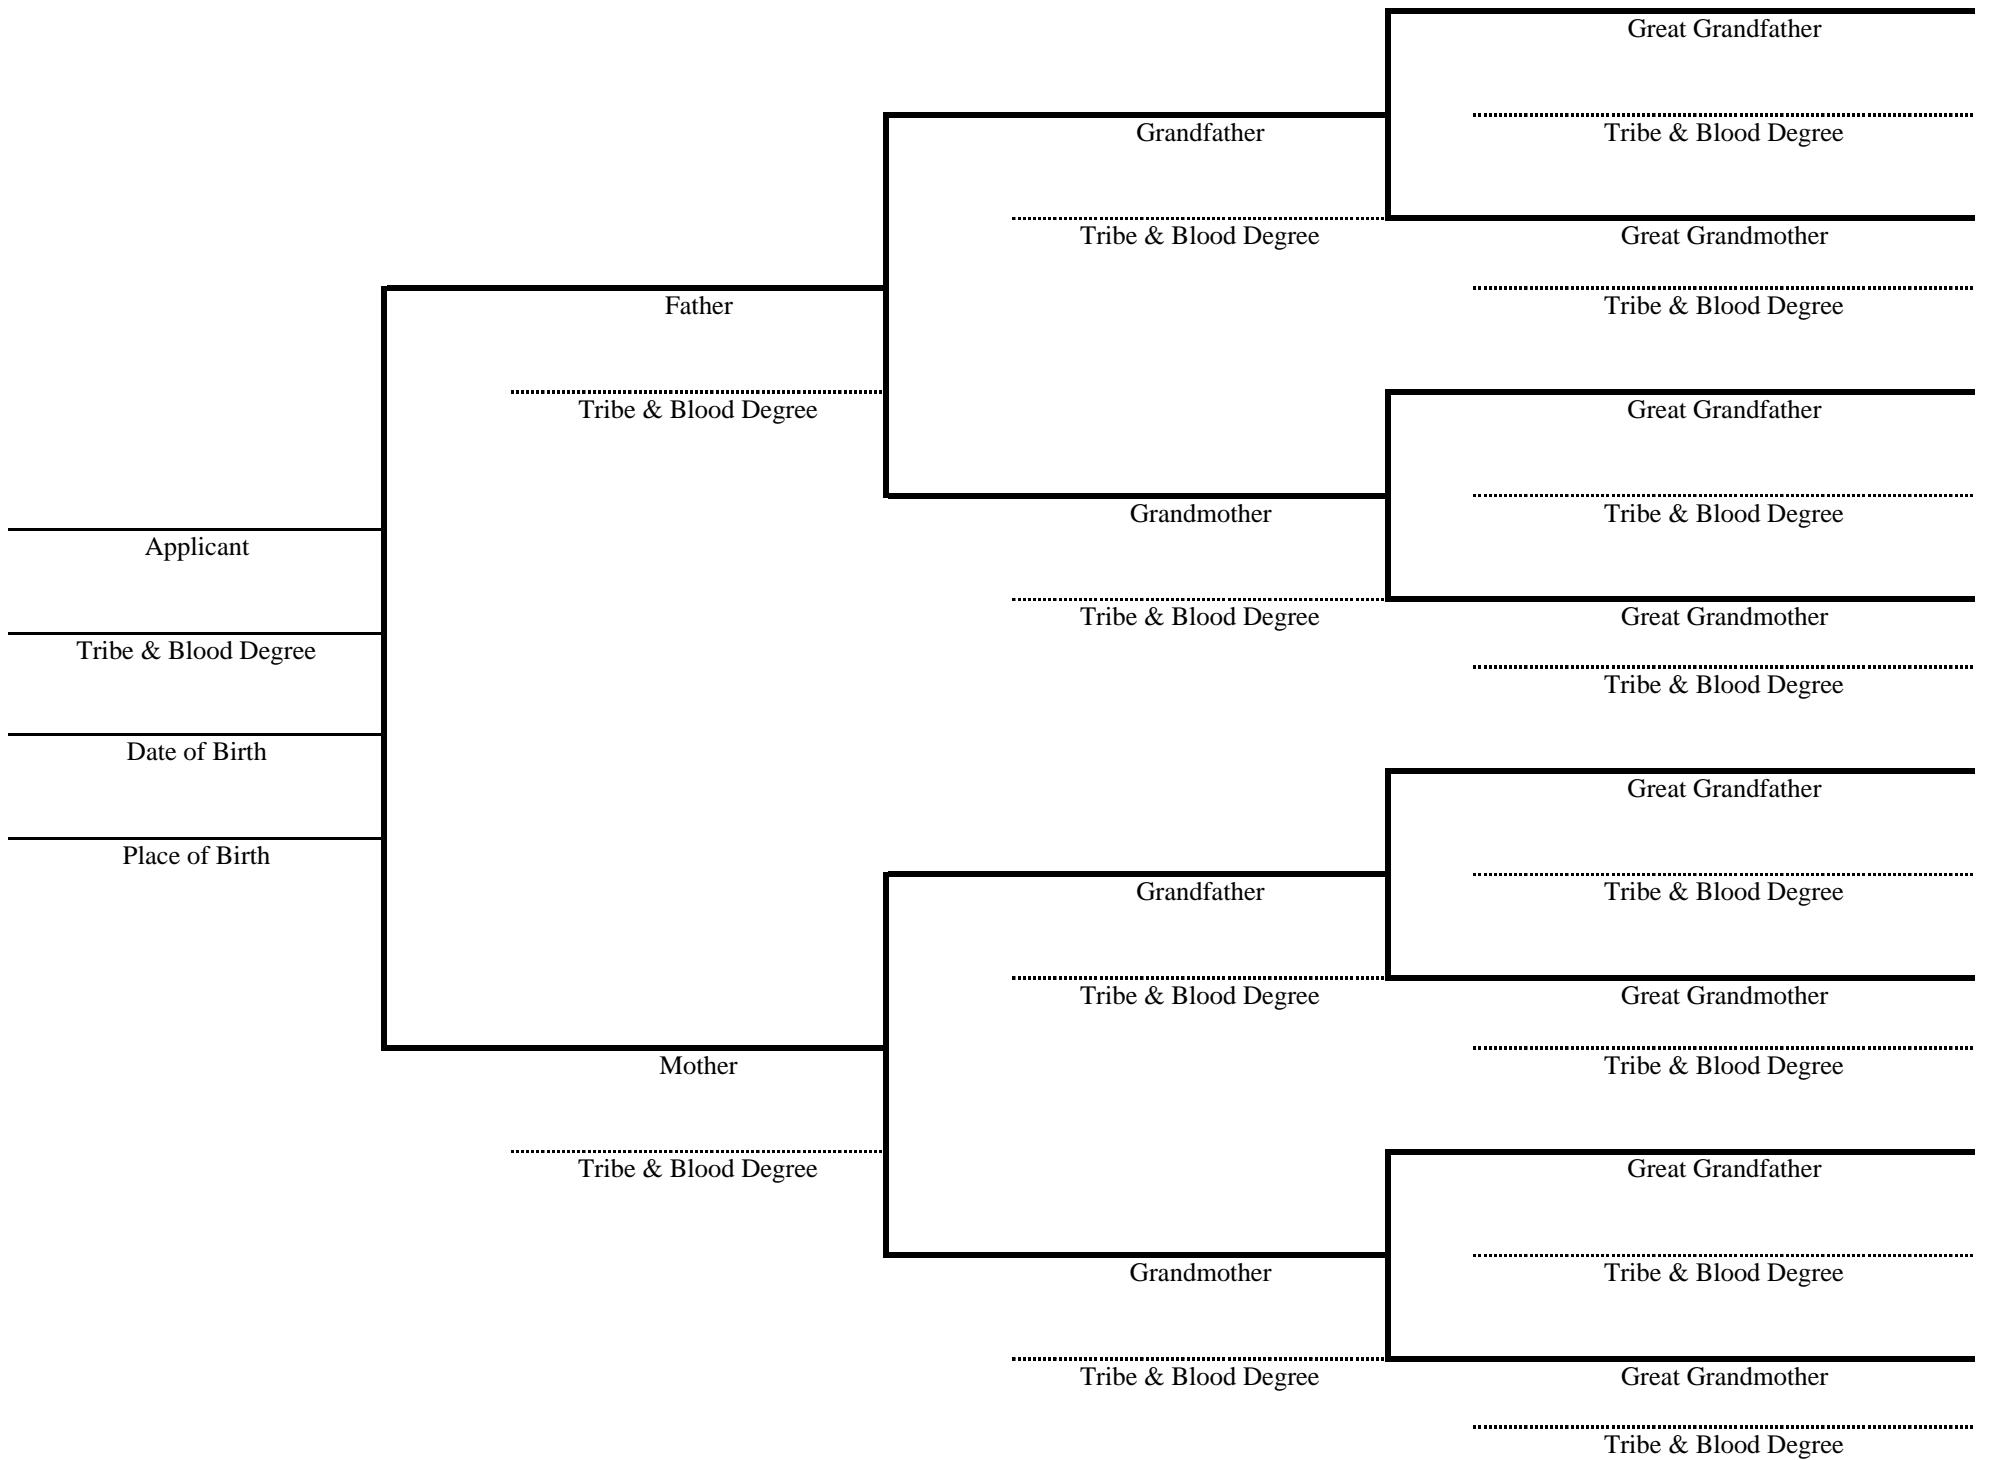 Great Grandfather
Grandfather
Tribe & Blood Degree
Tribe & Blood Degree
Great Grandmother
Father
Tribe & Blood Degree
Tribe & Blood Degree
Great Grandfather
Grandmother
Tribe & Blood Degree
Applicant
Tribe & Blood Degree
Great Grandmother
Tribe & Blood Degree
Tribe & Blood Degree
Date of Birth
Great Grandfather
Place of Birth
Grandfather
Tribe & Blood Degree
Tribe & Blood Degree
Great Grandmother
Mother
Tribe & Blood Degree
Tribe & Blood Degree
Great Grandfather
Grandmother
Tribe & Blood Degree
Tribe & Blood Degree
Great Grandmother
Tribe & Blood Degree